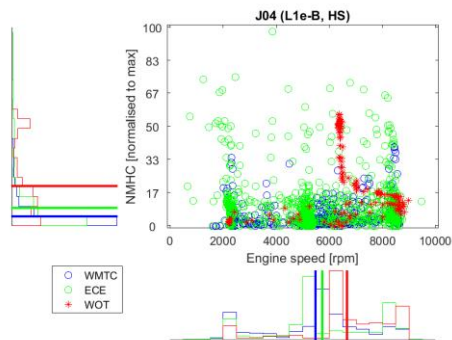 J04 (L1e-B, HS)
100
83
67
50
33
17
0
NMHC [normalised to max]
0 2000 4000 6000 8000 10000
Engine speed [rpm]
WMTC
ECE
WOT